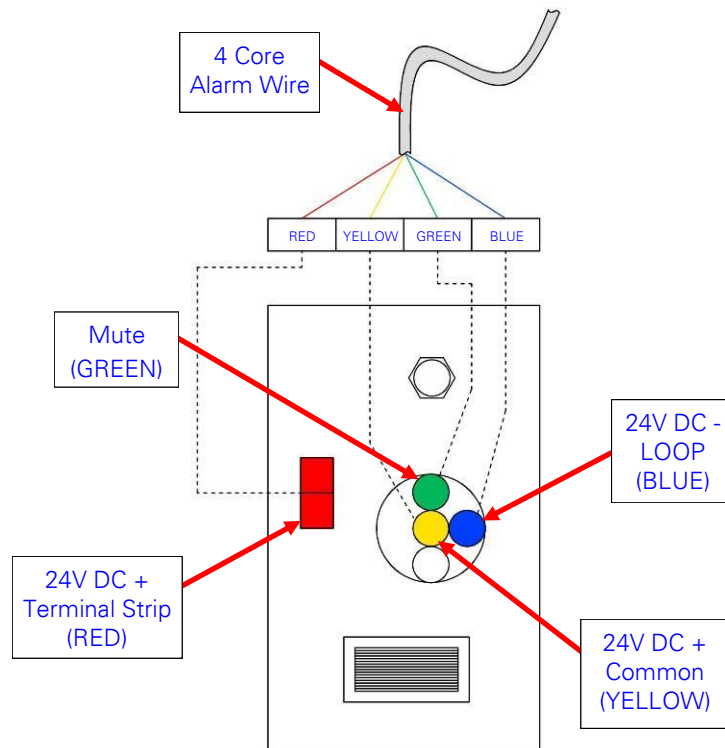 4 Core
Alarm Wire
RED
YELLOW
GREEN
BLUE
Mute
(GREEN)
24V DC -
LOOP
(BLUE)
24V DC +
Terminal Strip
(RED)
24V DC +
Common
(YELLOW)